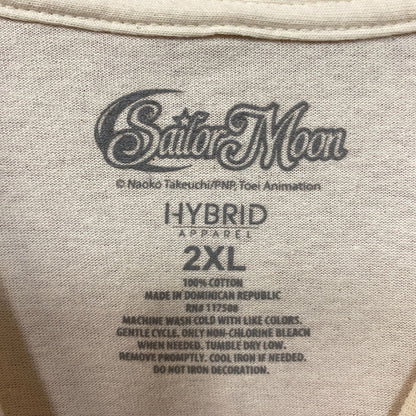 Sailor Moon
© Naoko Takeuchi/PNP, Toei Animation
HYBRID
APPAREL
2XL
100% COTTON
MADE IN DOMINICAN REPUBLIC
RN# 117508
MACHINE WASH COLD WITH LIKE COLORS.
GENTLE CYCLE. ONLY NON-CHLORINE BLEACH
WHEN NEEDED. TUMBLE DRY LOW.
REMOVE PROMPTLY. COOL IRON IF NEEDED.
DO NOT IRON DECORATION.